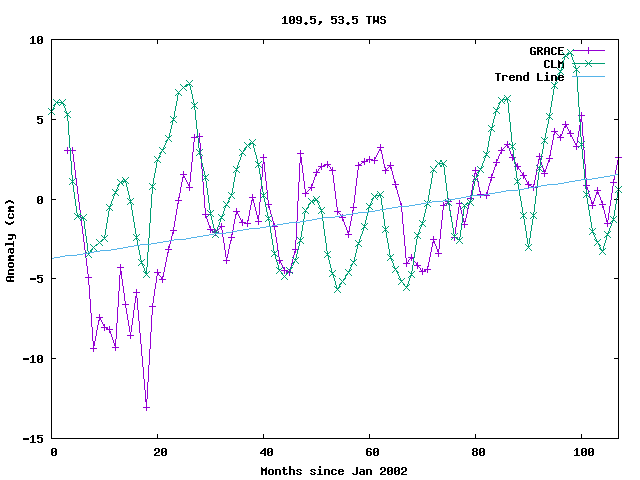 109.5, 53.5 TWS
GRACE
CLM
Trend Line
10
5
0
-5
-10
-15
Anomaly (cm)
0 20 40 60 80 100
Months since Jan 2002